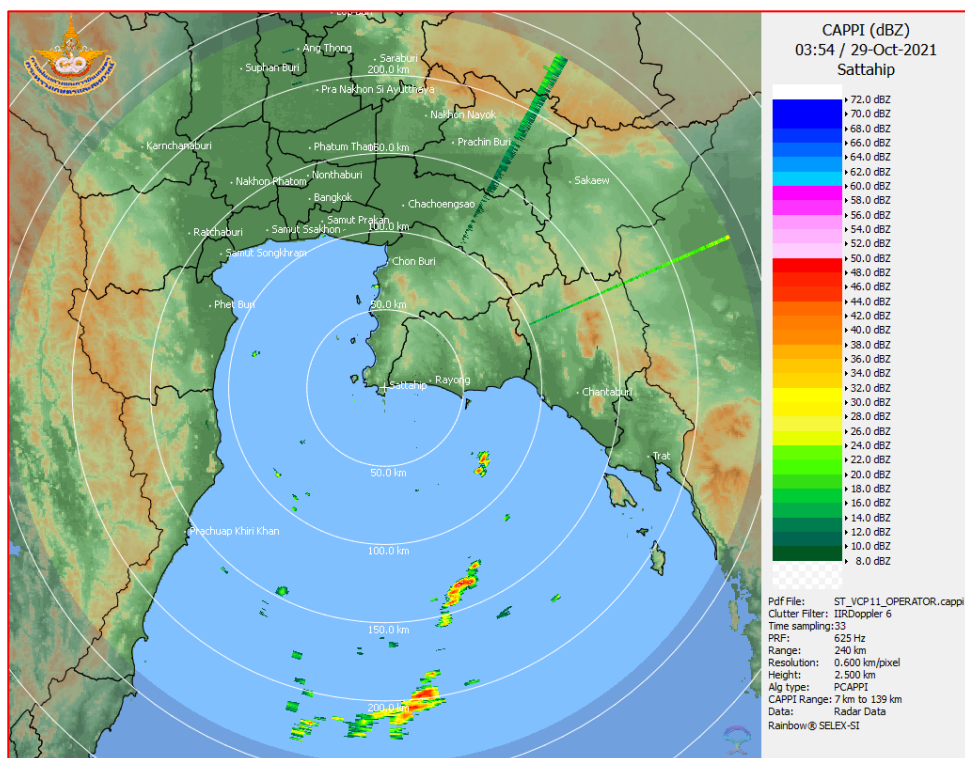 CAPPI (dBZ)
03:54 / 29-Oct-2021
Sattahip
72.0 dBZ
70.0 dBZ
68.0 dBZ
66.0 dBZ
64.0 dBZ
62.0 dBZ
60.0 dBZ
58.0 dBZ
56.0 dBZ
54.0 dBZ
52.0 dBZ
50.0 dBZ
48.0 dBZ
46.0 dBZ
44.0 dBZ
42.0 dBZ
40.0 dBZ
38.0 dBZ
36.0 dBZ
34.0 dBZ
32.0 dBZ
30.0 dBZ
28.0 dBZ
26.0 dBZ
24.0 dBZ
22.0 dBZ
20.0 dBZ
18.0 dBZ
16.0 dBZ
14.0 dBZ
12.0 dBZ
10.0 dBZ
8.0 dBZ
Pdf File: ST_VCP11_OPERATOR.cappi
Clutter Filter: IIRDoppler 6
Time sampling:33
PRF: 625 Hz
Range: 240 km
Resolution: 0.600 km/pixel
Height: 2.500 km
Alg type: PCAPPI
CAPPI Range: 7 km to 139 km
Data: Radar Data
Rainbow® SELEX-SI
Ang Thong
Saraburi
Suphan Buri
200.0 km
Pra Nakhon Si Ayutthaya
Nakhon Nayok
Karnchanaburi
Phatum Thani
150.0 km
Prachin Buri
Nonthaburi
Nakhon Phatom
Sakaew
Bangkok
Chachoengsao
Samut Prakan
Ratchaburi
Samut Ssakhon
100.0 km
Samut Songkhram
Chon Buri
Phet Buri
50.0 km
Sattahip
Rayong
Chantaburi
Trat
50.0 km
Prachuap Khiri Khan
100.0 km
150.0 km
200.0 km